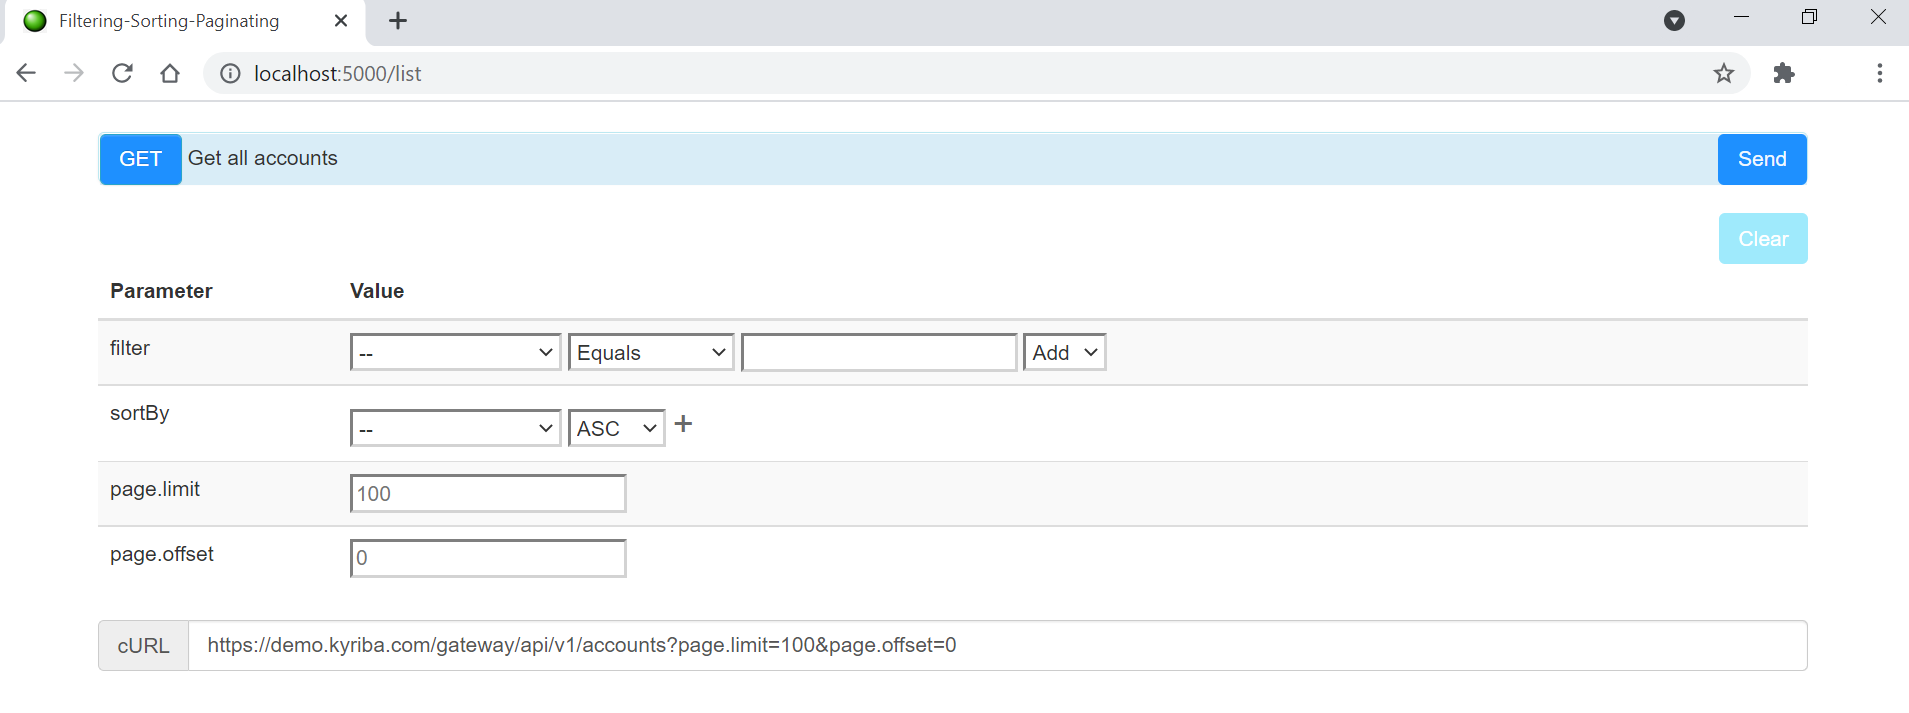 Filtering-Sorting-Paginating
localhost:5000/list
GET Get all accounts Send
Clear
Parameter Value
filter -- Equals Add
sortBy -- ASC +
page.limit 100
page.offset 0
cURL https://demo.kyriba.com/gateway/api/v1/accounts?page.limit=100&page.offset=0